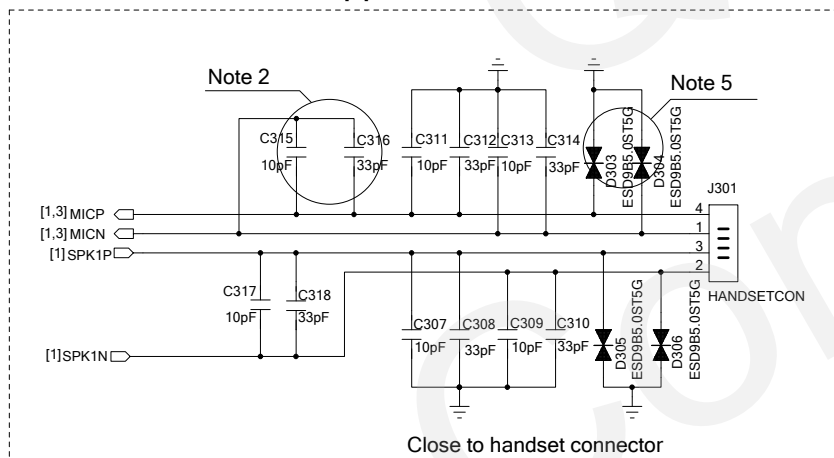 Note 2
Note 5
C315
10pF
C316
33pF
C311
10pF
C312
33pF
C313
10pF
C314
33pF
D303
ESD9B5.0ST5G
D304
ESD9B5.0ST5G
J301
[1,3] MICP
4
[1,3] MICN
1
[1] SPK1P
3
2
HANDSETCON
C317
10pF
C318
33pF
C307
10pF
C308
33pF
C309
10pF
C310
33pF
D305
ESD9B5.0ST5G
D306
ESD9B5.0ST5G
[1] SPK1N
Close to handset connector